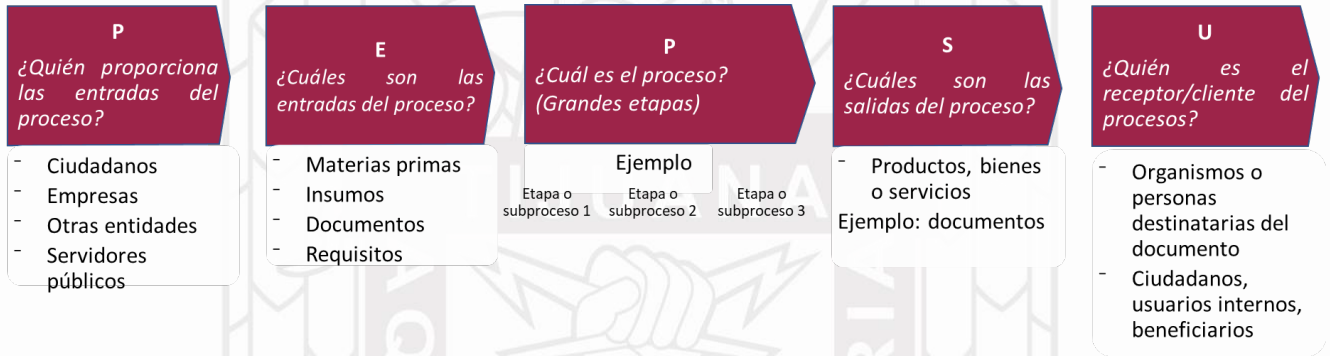 P
¿Quién proporciona
las entradas del
proceso?
- Ciudadanos
- Empresas
- Otras entidades
- Servidores
públicos
E
¿Cuáles son las
entradas del proceso?
- Materias primas
- Insumos
- Documentos
- Requisitos
P
¿Cuál es el proceso?
(Grandes etapas)
Ejemplo
Etapa o
subproceso 1
Etapa o
subproceso 2
Etapa o
subproceso 3
S
¿Cuáles son las
salidas del proceso?
- Productos, bienes
o servicios
Ejemplo: documentos
U
¿Quién es el
receptor/cliente del
procesos?
- Organismos o
personas
destinatarias del
documento
- Ciudadanos,
usuarios internos,
beneficiarios